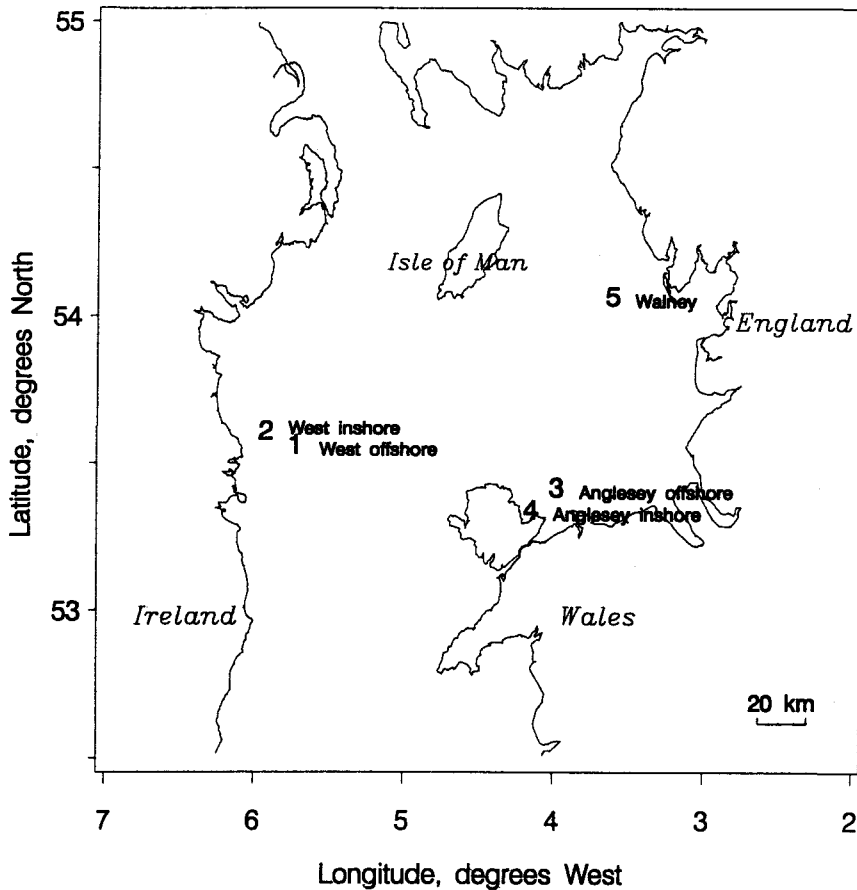 55
Isle of Man
5 Walney
54
England
2 West inshore
1 West offshore
3 Anglesey offshore
4 Anglesey inshore
53
Ireland
Wales
20 km
7 6 5 4 3 2
Latitude, degrees North
Longitude, degrees West